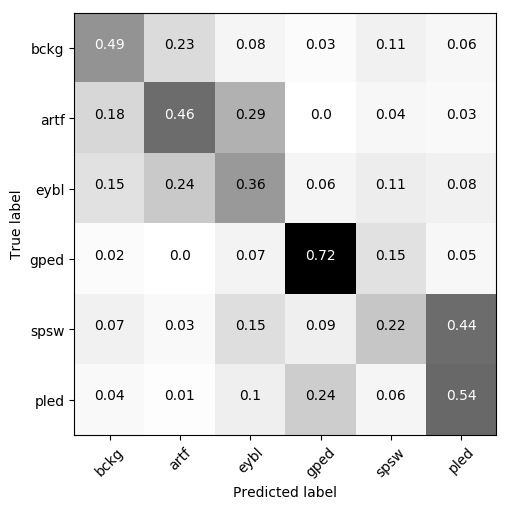 bckg 0.49 0.23 0.08 0.03 0.11 0.06
artf 0.18 0.46 0.29 0.0 0.04 0.03
eybl 0.15 0.24 0.36 0.06 0.11 0.08
gped 0.02 0.0 0.07 0.72 0.15 0.05
spsw 0.07 0.03 0.15 0.09 0.22 0.44
pled 0.04 0.01 0.1 0.24 0.06 0.54
True label
bckg artf eybl gped spsw pled
Predicted label